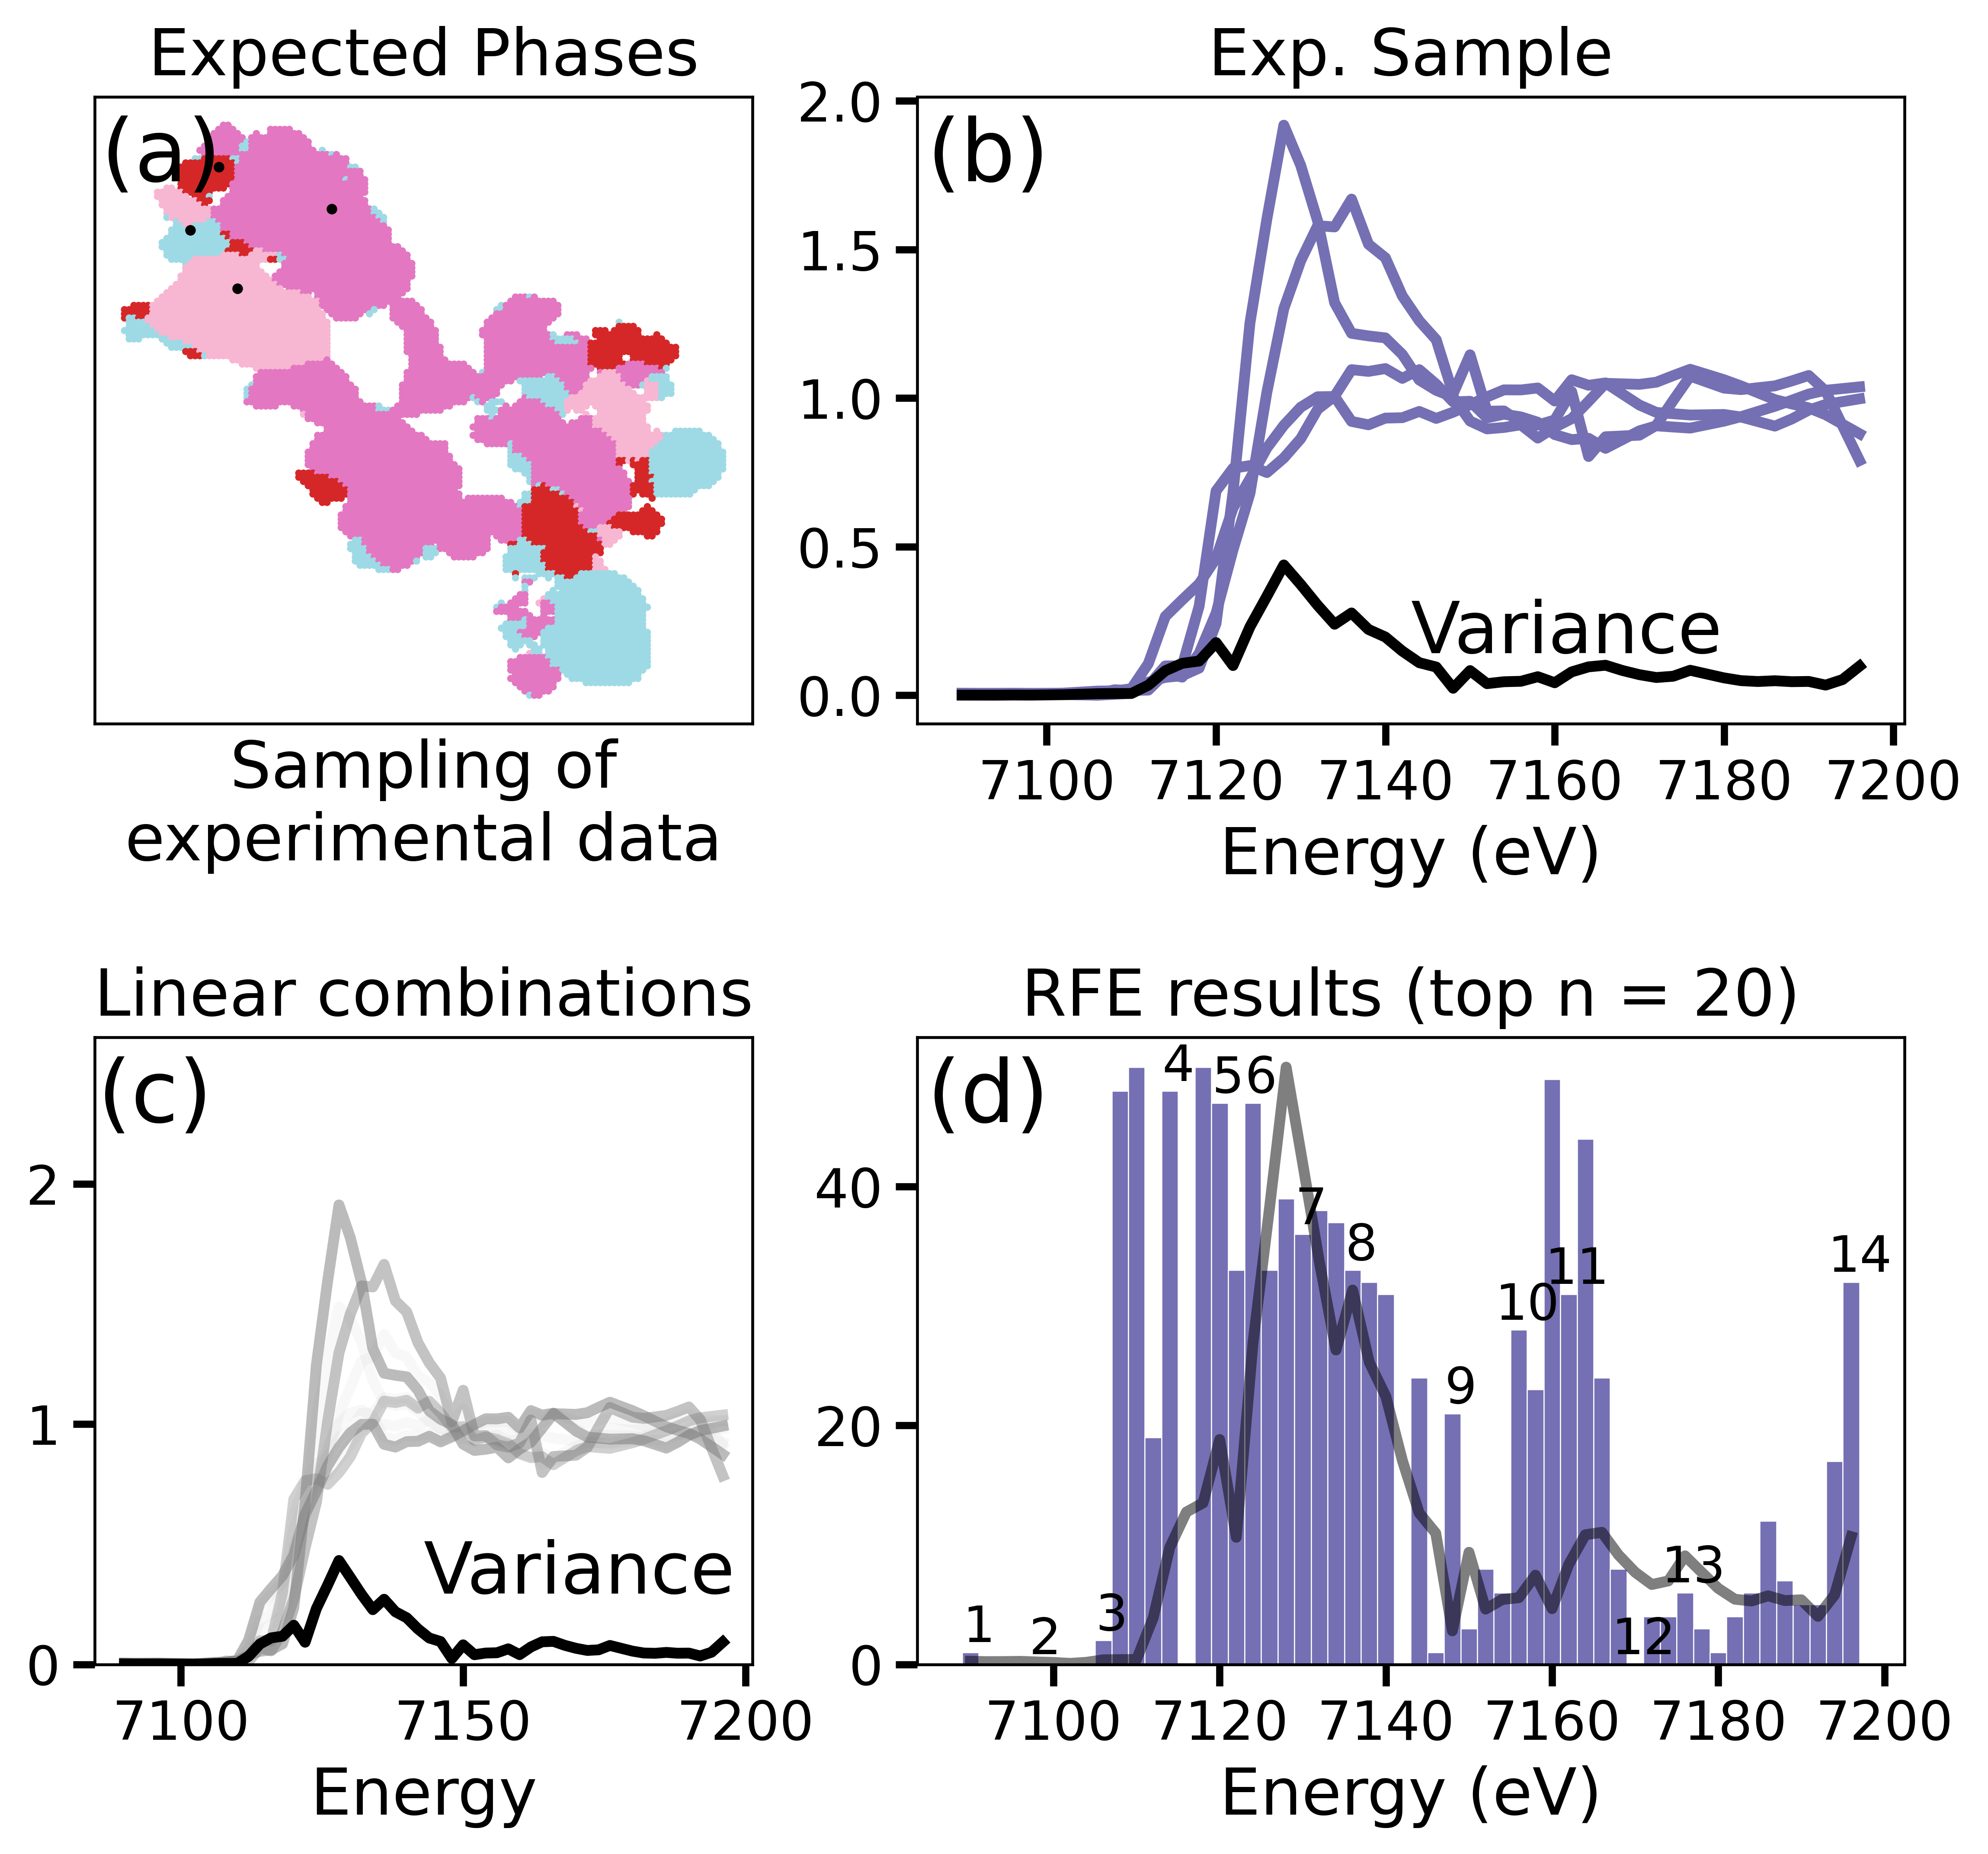 Expected Phases
(a)
Sampling of
experimental data
Exp. Sample
(b)
2.0
1.5
1.0
0.5
0.0
Variance
7100 7120 7140 7160 7180 7200
Energy (eV)
Linear combinations
(c)
2
1
0
Variance
7100 7150 7200
Energy
RFE results (top n = 20)
(d)
40
20
0
1 2 3 4 5 6 7 8 9 10 11 12 13 14
7100 7120 7140 7160 7180 7200
Energy (eV)